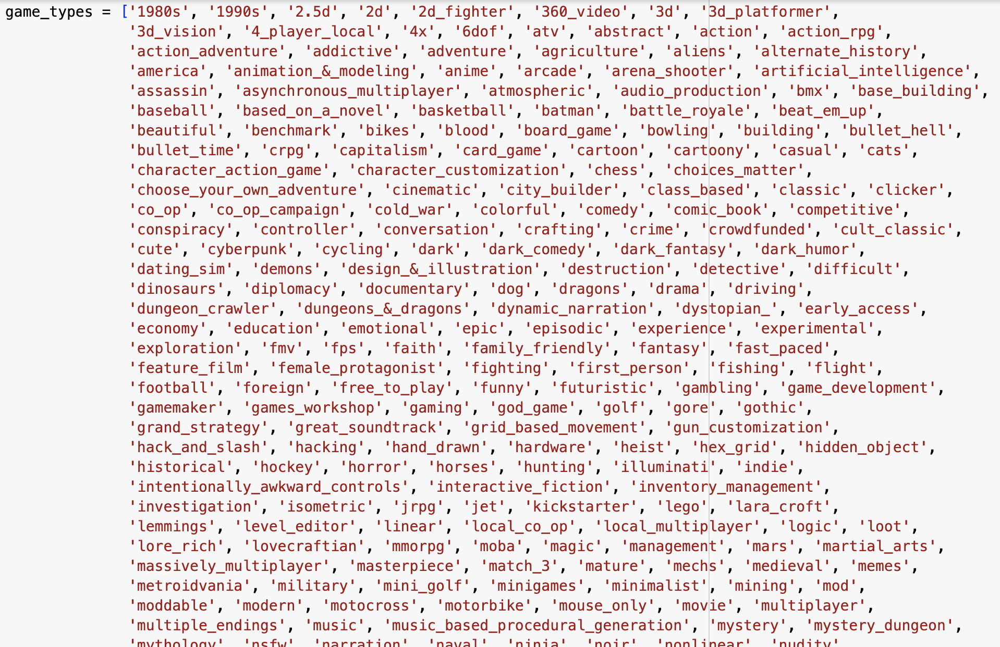 game_types = ['1980s', '1990s', '2.5d', '2d', '2d_fighter', '360_video', '3d', '3d_platformer',
'3d_vision', '4_player_local', '4x', '6dof', 'atv', 'abstract', 'action', 'action_rpg',
'action_adventure', 'addictive', 'adventure', 'agriculture', 'aliens', 'alternate_history',
'america', 'animation_&_modeling', 'anime', 'arcade', 'arena_shooter', 'artificial_intelligence',
'assassin', 'asynchronous_multiplayer', 'atmospheric', 'audio_production', 'bmx', 'base_building',
'baseball', 'based_on_a_novel', 'basketball', 'batman', 'battle_royale', 'beat_em_up',
'beautiful', 'benchmark', 'bikes', 'blood', 'board_game', 'bowling', 'building', 'bullet_hell',
'bullet_time', 'crpg', 'capitalism', 'card_game', 'cartoon', 'cartoony', 'casual', 'cats',
'character_action_game', 'character_customization', 'chess', 'choices_matter',
'choose_your_own_adventure', 'cinematic', 'city_builder', 'class_based', 'classic', 'clicker',
'co_op', 'co_op_campaign', 'cold_war', 'colorful', 'comedy', 'comic_book', 'competitive',
'conspiracy', 'controller', 'conversation', 'crafting', 'crime', 'crowdfunded', 'cult_classic',
'cute', 'cyberpunk', 'cycling', 'dark', 'dark_comedy', 'dark_fantasy', 'dark_humor',
'dating_sim', 'demons', 'design_&_illustration', 'destruction', 'detective', 'difficult',
'dinosaurs', 'diplomacy', 'documentary', 'dog', 'dragons', 'drama', 'driving',
'dungeon_crawler', 'dungeons_&_dragons', 'dynamic_narration', 'dystopian_', 'early_access',
'economy', 'education', 'emotional', 'epic', 'episodic', 'experience', 'experimental',
'exploration', 'fmv', 'fps', 'faith', 'family_friendly', 'fantasy', 'fast_paced',
'feature_film', 'female_protagonist', 'fighting', 'first_person', 'fishing', 'flight',
'football', 'foreign', 'free_to_play', 'funny', 'futuristic', 'gambling', 'game_development',
'gamemaker', 'games_workshop', 'gaming', 'god_game', 'golf', 'gore', 'gothic',
'grand_strategy', 'great_soundtrack', 'grid_based_movement', 'gun_customization',
'hack_and_slash', 'hacking', 'hand_drawn', 'hardware', 'heist', 'hex_grid', 'hidden_object',
'historical', 'hockey', 'horror', 'horses', 'hunting', 'illuminati', 'indie',
'intentionally_awkward_controls', 'interactive_fiction', 'inventory_management',
'investigation', 'isometric', 'jrpg', 'jet', 'kickstarter', 'lego', 'lara_croft',
'lemmings', 'level_editor', 'linear', 'local_co_op', 'local_multiplayer', 'logic', 'loot',
'lore_rich', 'lovecraftian', 'mmorpg', 'moba', 'magic', 'management', 'mars', 'martial_arts',
'massively_multiplayer', 'masterpiece', 'match_3', 'mature', 'mechs', 'medieval', 'memes',
'metroidvania', 'military', 'mini_golf', 'minigames', 'minimalist', 'mining', 'mod',
'moddable', 'modern', 'motocross', 'motorbike', 'mouse_only', 'movie', 'multiplayer',
'multiple_endings', 'music', 'music_based_procedural_generation', 'mystery', 'mystery_dungeon',
'mythology', 'nsfw', 'narration', 'naval', 'ninja', 'noir', 'nonlinear', 'nudity',